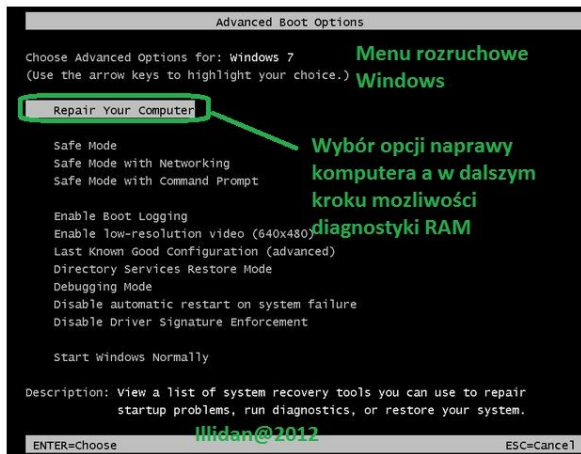 Advanced Boot Options
Choose Advanced Options for: Windows 7
(Use the arrow keys to highlight your choice.)
Menu rozruchowe
Windows
Repair Your Computer
Safe Mode
Safe Mode with Networking
Safe Mode with Command Prompt
Wybór opcji naprawy
komputera a w dalszym
kroku mozliwości
diagnostyki RAM
Enable Boot Logging
Enable low-resolution video (640x480)
Last Known Good Configuration (advanced)
Directory Services Restore Mode
Debugging Mode
Disable automatic restart on system failure
Disable Driver Signature Enforcement
Start Windows Normally
Description: View a list of system recovery tools you can use to repair
startup problems, run diagnostics, or restore your system.
Illidan@2012
ENTER=Choose ESC=Cancel